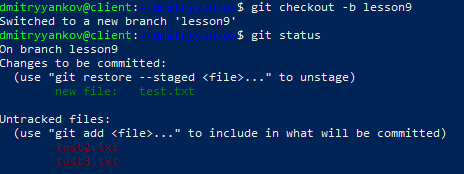 dmitryyankov@client:~/dmitryyankov$ git checkout -b lesson9
Switched to a new branch 'lesson9'
dmitryyankov@client:~/dmitryyankov$ git status
On branch lesson9
Changes to be committed:
(use "git restore --staged <file>..." to unstage)
new file: test.txt
Untracked files:
(use "git add <file>..." to include in what will be committed)
test2.txt
test3.txt